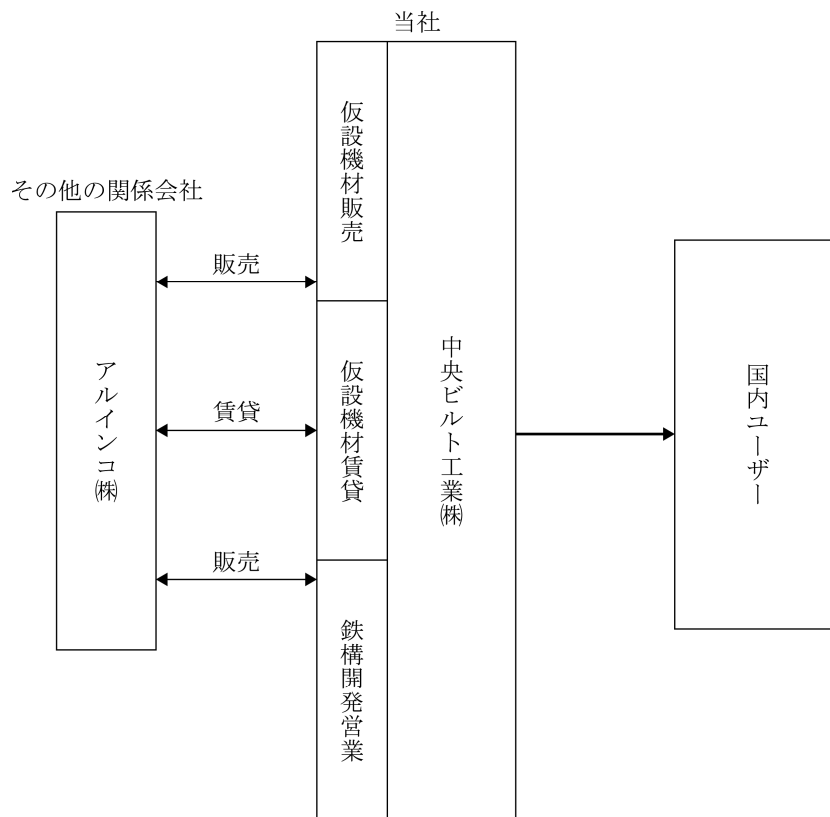 当社
仮設機材販売
その他の関係会社
販売
アルインコ㈱
賃貸
仮設機材賃貸
中央ビルト工業㈱
国内ユーザー
販売
鉄構開発営業